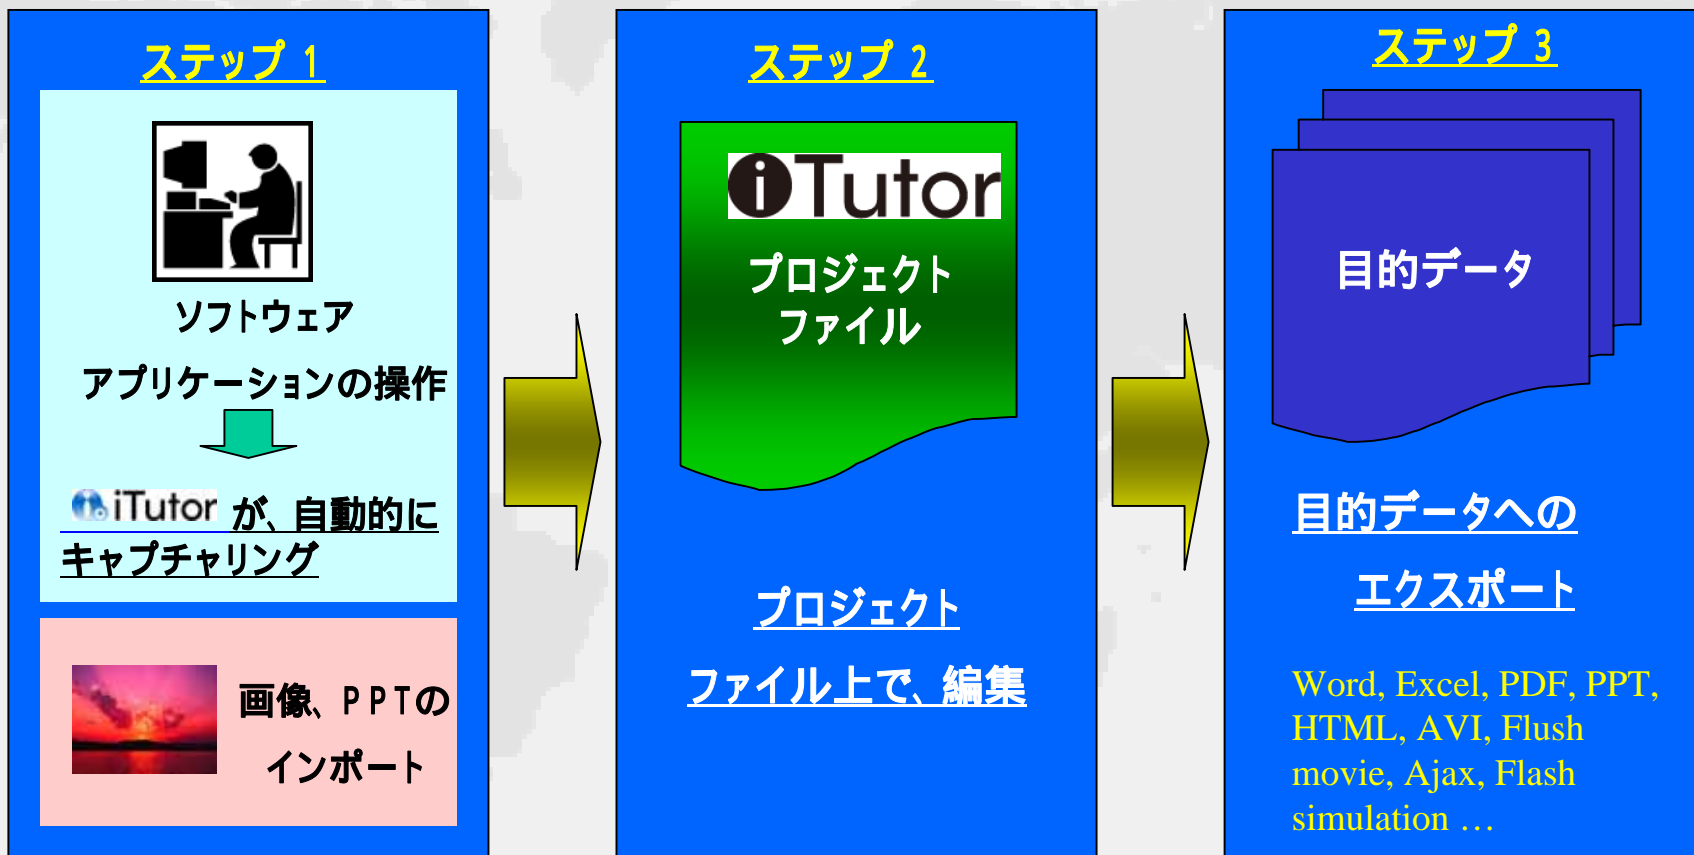 ステップ 1
ソフトウェア
アプリケーションの操作
iTutor が、自動的に
キャプチャリング
画像、PPTの
インポート
ステップ 2
iTutor
プロジェクト
ファイル
プロジェクト
ファイル上で、編集
ステップ 3
目的データ
目的データへの
エクスポート
Word, Excel, PDF, PPT,
HTML, AVI, Flush
movie, Ajax, Flash
simulation …